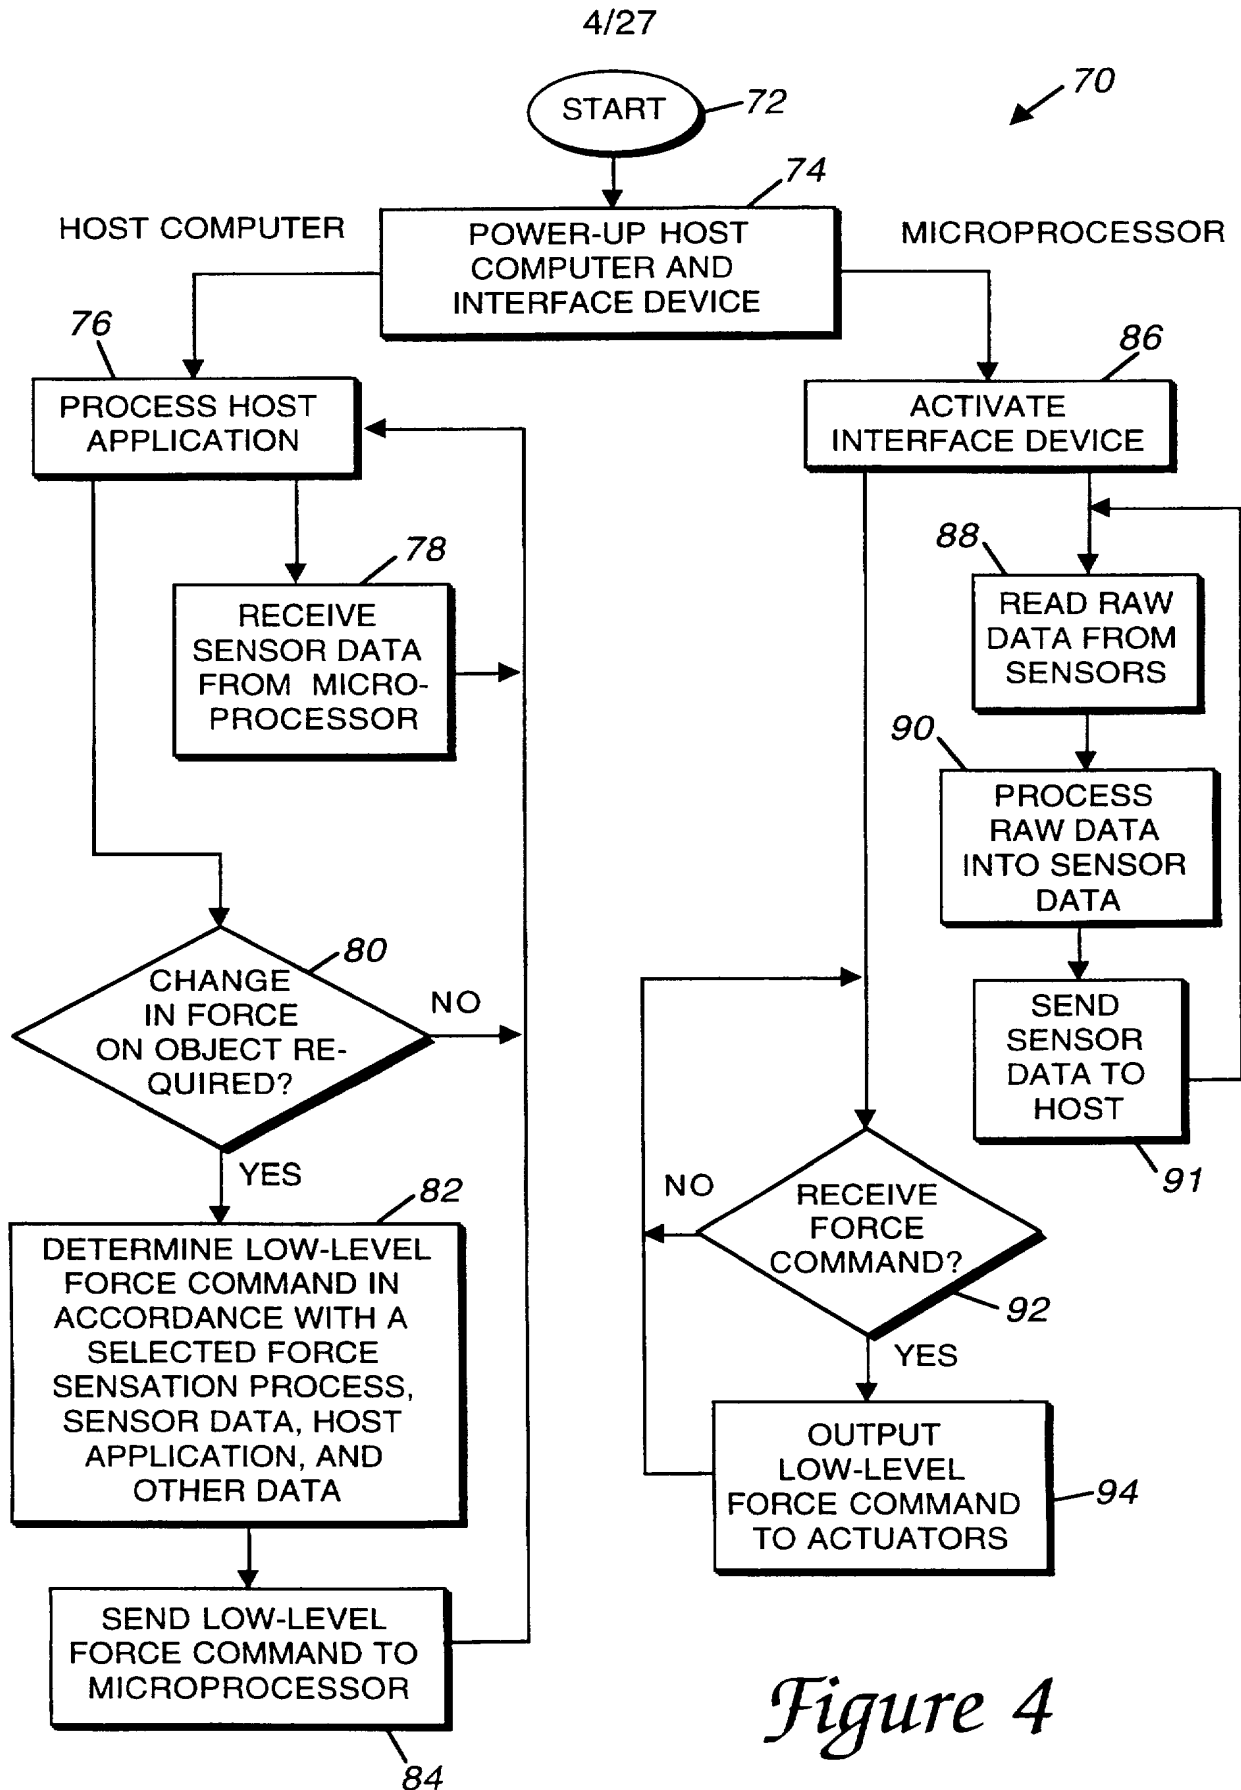 4/27
START
72
70
74
HOST COMPUTER
POWER-UP HOST
COMPUTER AND
INTERFACE DEVICE
MICROPROCESSOR
76
PROCESS HOST
APPLICATION
86
ACTIVATE
INTERFACE DEVICE
78
RECEIVE
SENSOR DATA
FROM MICRO-
PROCESSOR
88
READ RAW
DATA FROM
SENSORS
90
PROCESS
RAW DATA
INTO SENSOR
DATA
80
CHANGE
IN FORCE
ON OBJECT RE-
QUIRED?
NO
YES
SEND
SENSOR
DATA TO
HOST
91
82
DETERMINE LOW-LEVEL
FORCE COMMAND IN
ACCORDANCE WITH A
SELECTED FORCE
SENSATION PROCESS,
SENSOR DATA, HOST
APPLICATION, AND
OTHER DATA
NO
RECEIVE
FORCE
COMMAND?
92
YES
OUTPUT
LOW-LEVEL
FORCE COMMAND
TO ACTUATORS
94
SEND LOW-LEVEL
FORCE COMMAND TO
MICROPROCESSOR
84
Figure 4